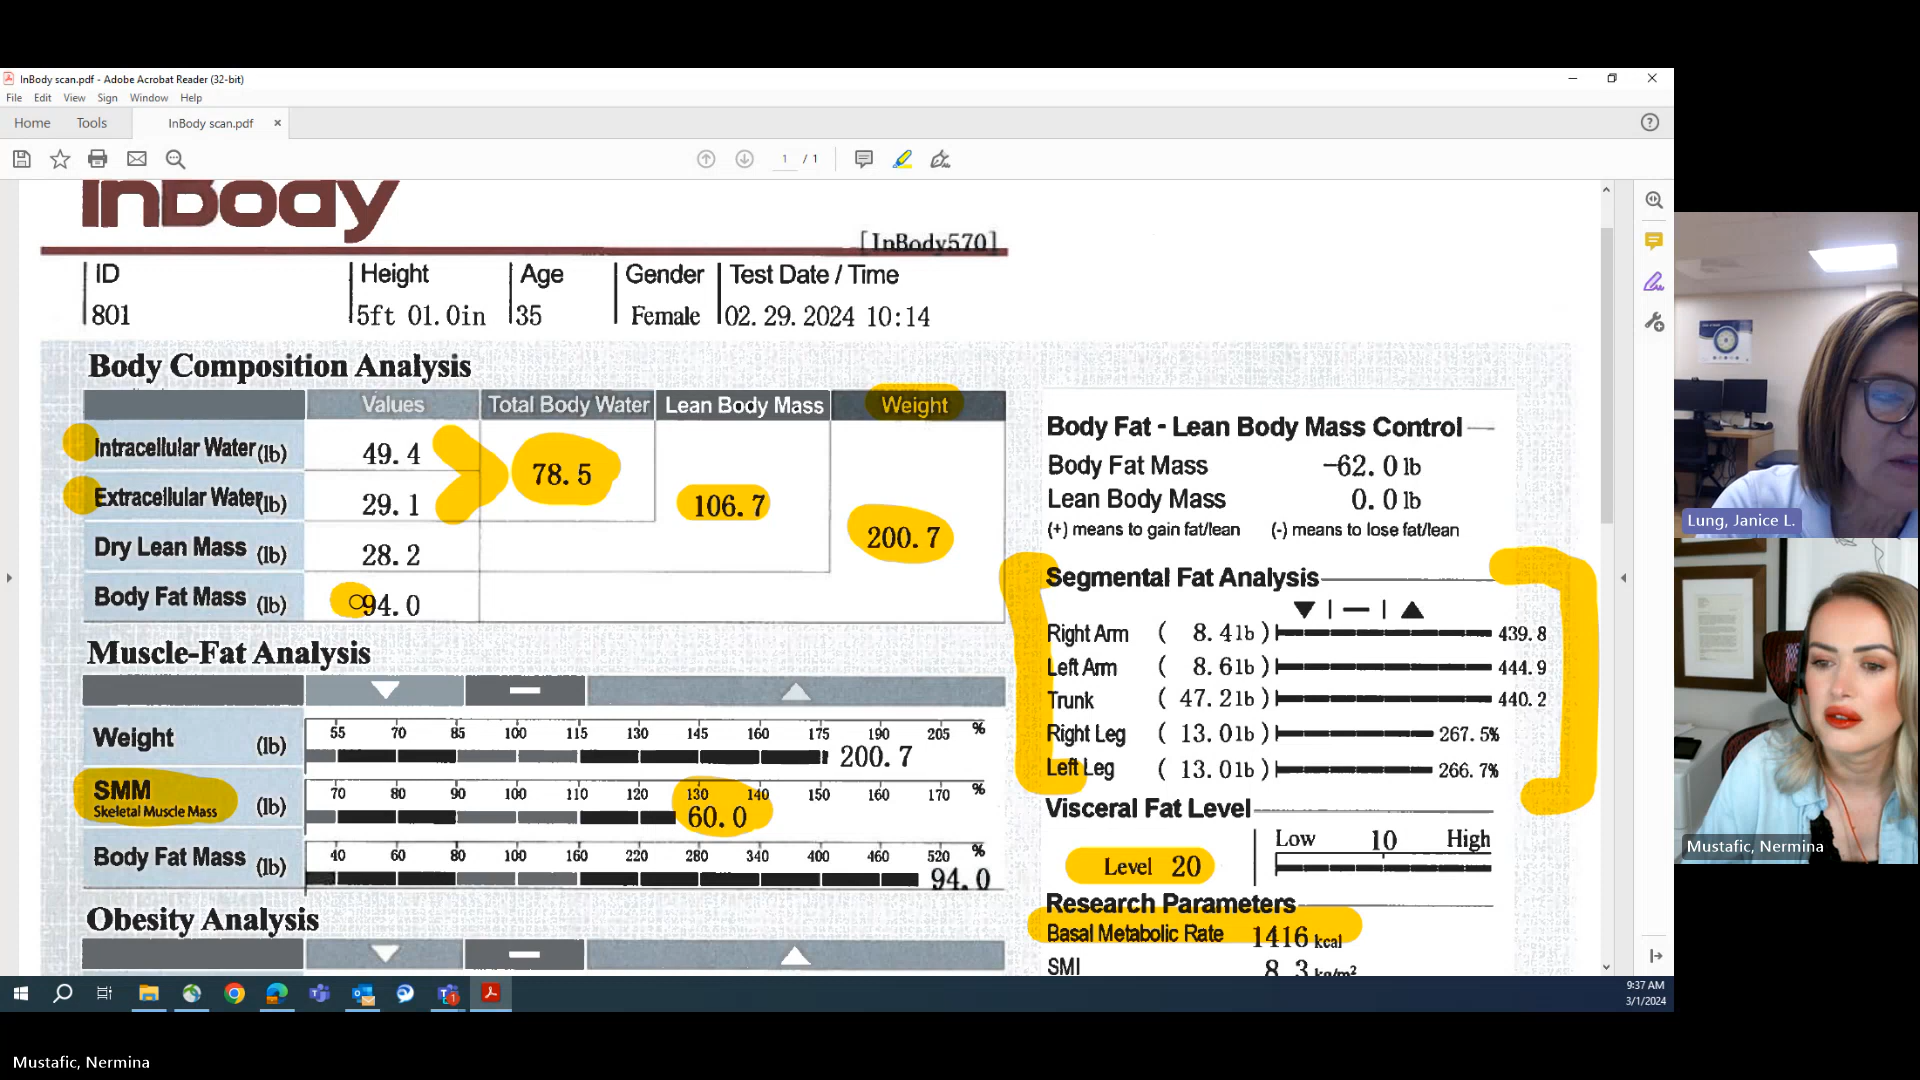 InBody scan.pdf - Adobe Acrobat Reader (32-bit)
File Edit View Sign Window Help
Home Tools InBody scan.pdf
1 / 1
InBody
[InBody570]
ID Height Age Gender Test Date / Time
801 5ft 01.0in 35 Female 02.29.2024 10:14
Body Composition Analysis
Values Total Body Water Lean Body Mass Weight
Intracellular Water (lb) 49.4
78.5
Extracellular Water (lb) 29.1
106.7
200.7
Dry Lean Mass (lb) 28.2
Body Fat Mass (lb) 94.0
Muscle-Fat Analysis
55 70 85 100 115 130 145 160 175 190 205 %
Weight (lb) 200.7
70 80 90 100 110 120 130 140 150 160 170 %
SMM (lb) 60.0
Skeletal Muscle Mass
40 60 80 100 160 220 280 340 400 460 520 %
Body Fat Mass (lb) 94.0
Obesity Analysis
Body Fat - Lean Body Mass Control
Body Fat Mass -62.0 lb
Lean Body Mass 0.0 lb
(+) means to gain fat/lean (-) means to lose fat/lean
Segmental Fat Analysis
Right Arm ( 8.4lb ) 439.8
Left Arm ( 8.6lb ) 444.9
Trunk ( 47.2lb ) 440.2
Right Leg ( 13.0lb ) 267.5%
Left Leg ( 13.0lb ) 266.7%
Visceral Fat Level
Low 10 High
Level 20
Research Parameters
Basal Metabolic Rate 1416 kcal
SMI 8.3 kg/m²
Lung, Janice L.
Mustafic, Nermina
9:37 AM
3/1/2024
Mustafic, Nermina